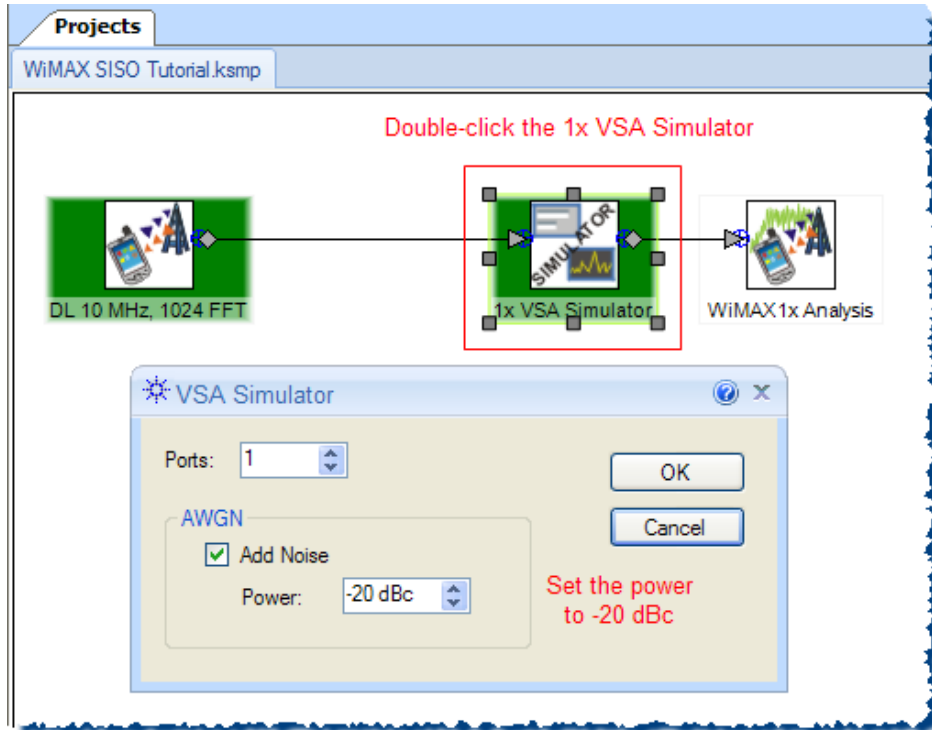 Projects
WiMAX SISO Tutorial.ksmp
Double-click the 1x VSA Simulator
SIMULATOR
DL 10 MHz, 1024 FFT
1x VSA Simulator
WiMAX 1x Analysis
VSA Simulator
Ports: 1
OK
AWGN
Cancel
Add Noise
Power: -20 dBc
Set the power
to -20 dBc